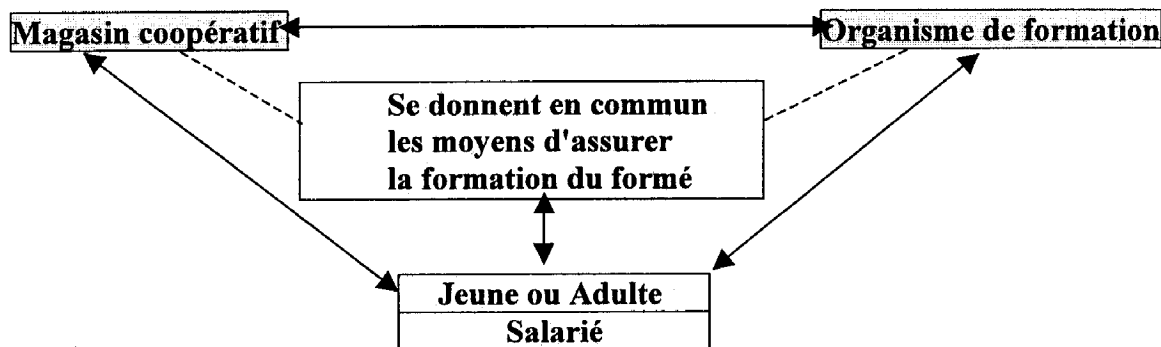 Magasin coopératif
Organisme de formation
Se donnent en commun
les moyens d'assurer
la formation du formé
Jeune ou Adulte
Salarié